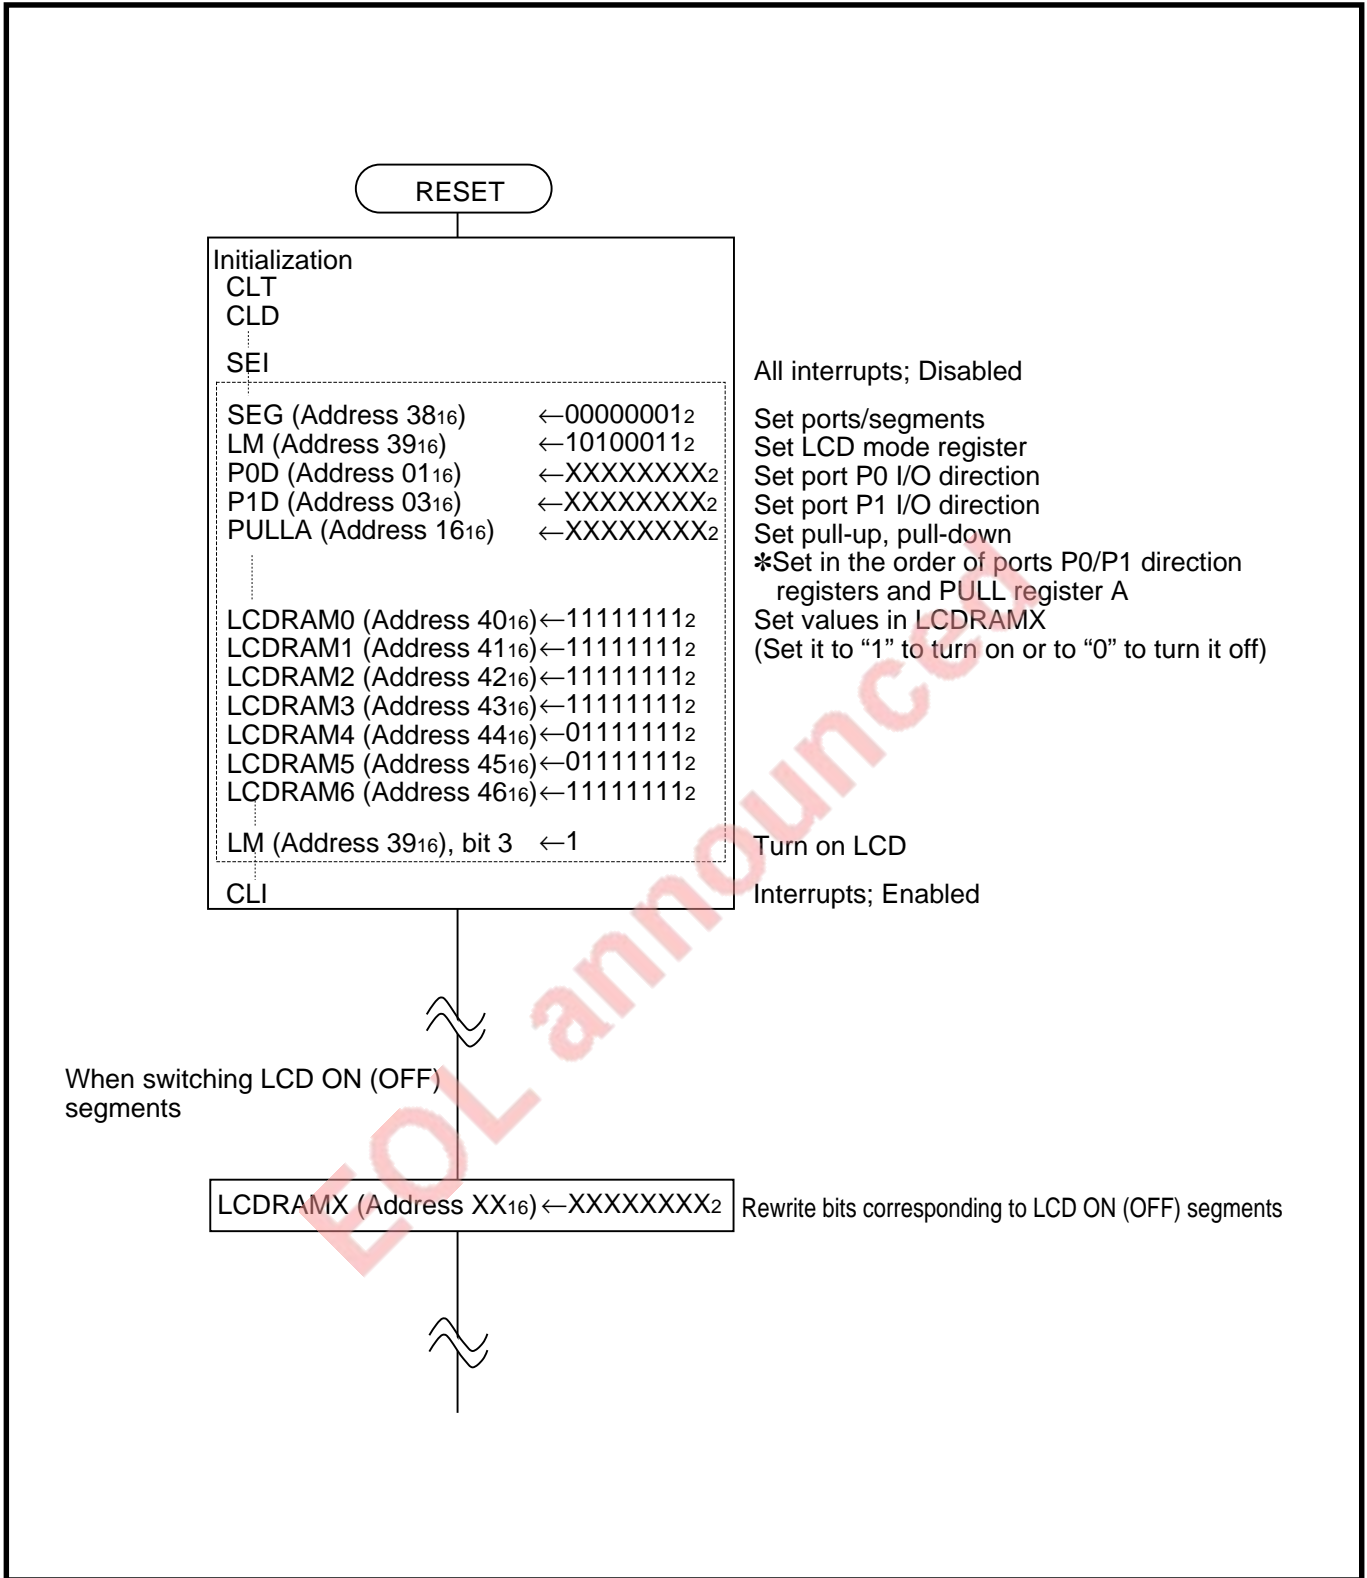 RESET
Initialization
CLT
CLD
SEI
All interrupts; Disabled
SEG (Address 3816) ←000000012 Set ports/segments
LM (Address 3916) ←101000112 Set LCD mode register
P0D (Address 0116) ←XXXXXXXX2 Set port P0 I/O direction
P1D (Address 0316) ←XXXXXXXX2 Set port P1 I/O direction
PULLA (Address 1616) ←XXXXXXXX2 Set pull-up, pull-down
✻Set in the order of ports P0/P1 direction
registers and PULL register A
LCDRAM0 (Address 4016)←111111112 Set values in LCDRAMX
LCDRAM1 (Address 4116)←111111112 (Set it to “1” to turn on or to “0” to turn it off)
LCDRAM2 (Address 4216)←111111112
LCDRAM3 (Address 4316)←111111112
LCDRAM4 (Address 4416)←011111112
LCDRAM5 (Address 4516)←011111112
LCDRAM6 (Address 4616)←111111112
LM (Address 3916), bit 3 ←1 Turn on LCD
CLI Interrupts; Enabled
When switching LCD ON (OFF)
segments
LCDRAMX (Address XX16)←XXXXXXXX2 Rewrite bits corresponding to LCD ON (OFF) segments
EOL announced